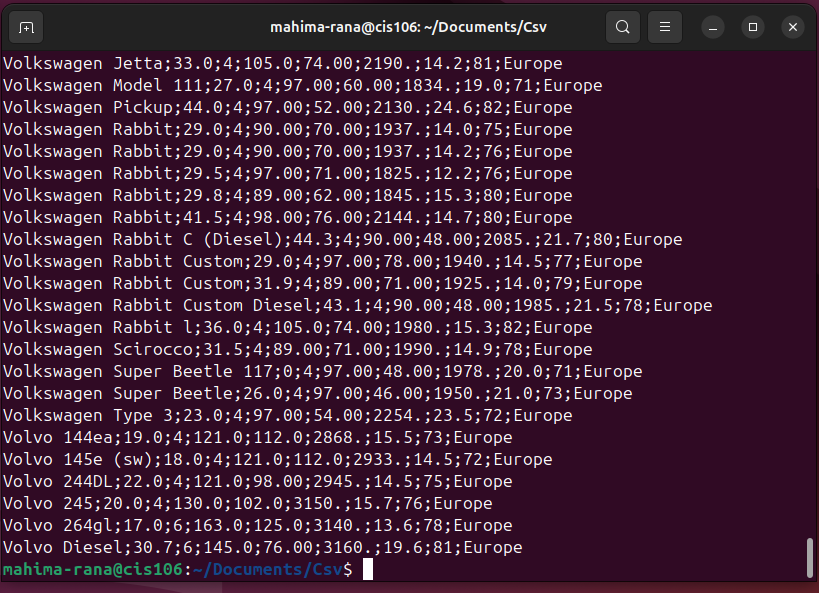 mahima-rana@cis106: ~/Documents/Csv
Volkswagen Jetta;33.0;4;105.0;74.00;2190.;14.2;81;Europe
Volkswagen Model 111;27.0;4;97.00;60.00;1834.;19.0;71;Europe
Volkswagen Pickup;44.0;4;97.00;52.00;2130.;24.6;82;Europe
Volkswagen Rabbit;29.0;4;90.00;70.00;1937.;14.0;75;Europe
Volkswagen Rabbit;29.0;4;90.00;70.00;1937.;14.2;76;Europe
Volkswagen Rabbit;29.5;4;97.00;71.00;1825.;12.2;76;Europe
Volkswagen Rabbit;29.8;4;89.00;62.00;1845.;15.3;80;Europe
Volkswagen Rabbit;41.5;4;98.00;76.00;2144.;14.7;80;Europe
Volkswagen Rabbit C (Diesel);44.3;4;90.00;48.00;2085.;21.7;80;Europe
Volkswagen Rabbit Custom;29.0;4;97.00;78.00;1940.;14.5;77;Europe
Volkswagen Rabbit Custom;31.9;4;89.00;71.00;1925.;14.0;79;Europe
Volkswagen Rabbit Custom Diesel;43.1;4;90.00;48.00;1985.;21.5;78;Europe
Volkswagen Rabbit l;36.0;4;105.0;74.00;1980.;15.3;82;Europe
Volkswagen Scirocco;31.5;4;89.00;71.00;1990.;14.9;78;Europe
Volkswagen Super Beetle 117;0;4;97.00;48.00;1978.;20.0;71;Europe
Volkswagen Super Beetle;26.0;4;97.00;46.00;1950.;21.0;73;Europe
Volkswagen Type 3;23.0;4;97.00;54.00;2254.;23.5;72;Europe
Volvo 144ea;19.0;4;121.0;112.0;2868.;15.5;73;Europe
Volvo 145e (sw);18.0;4;121.0;112.0;2933.;14.5;72;Europe
Volvo 244DL;22.0;4;121.0;98.00;2945.;14.5;75;Europe
Volvo 245;20.0;4;130.0;102.0;3150.;15.7;76;Europe
Volvo 264gl;17.0;6;163.0;125.0;3140.;13.6;78;Europe
Volvo Diesel;30.7;6;145.0;76.00;3160.;19.6;81;Europe
mahima-rana@cis106:~/Documents/Csv$